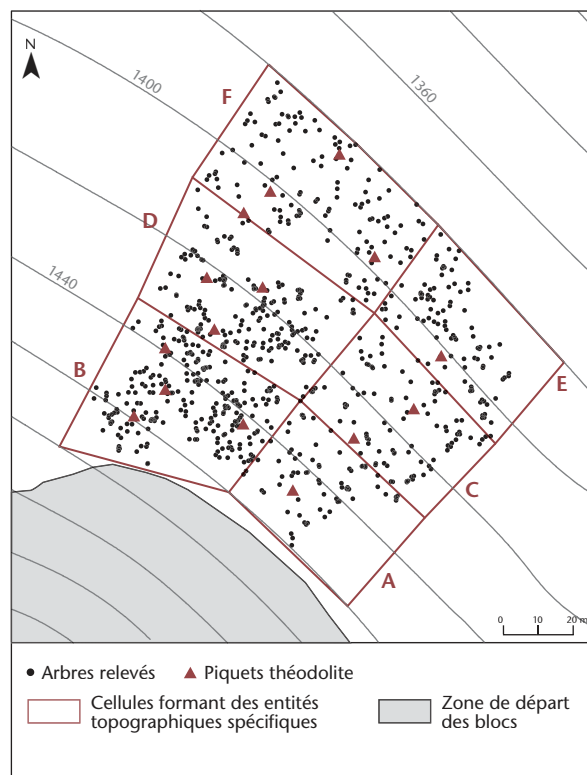 N
1400
1360
F
D
1440
B
E
C
A
0 10 20 m
Arbres relevés
Piquets théodolite
Cellules formant des entités
topographiques spécifiques
Zone de départ
des blocs